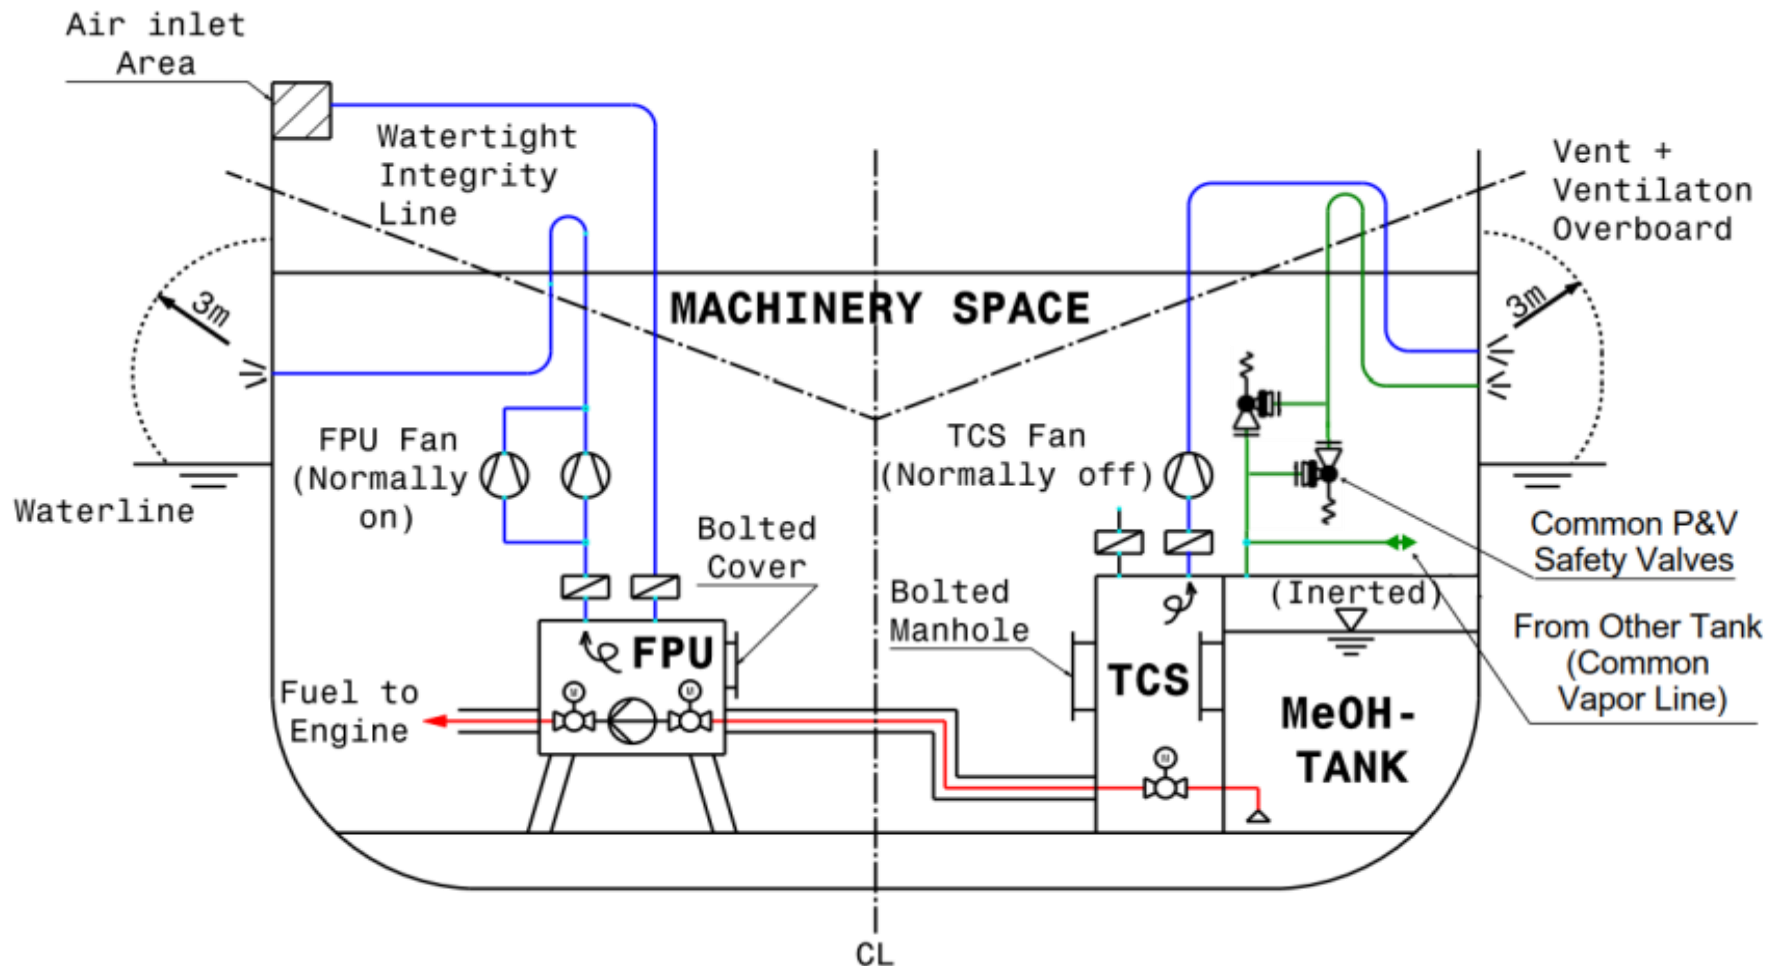 Air inlet
Area
Watertight
Integrity
Line
Vent +
Ventilaton
Overboard
3m
MACHINERY SPACE
3m
FPU Fan
(Normally
on)
TCS Fan
(Normally off)
Waterline
Bolted
Cover
Common P&V
Safety Valves
Bolted
Manhole
(Inerted)
From Other Tank
(Common
Vapor Line)
FPU
TCS
Fuel to
Engine
M
M
MeOH-
TANK
M
CL